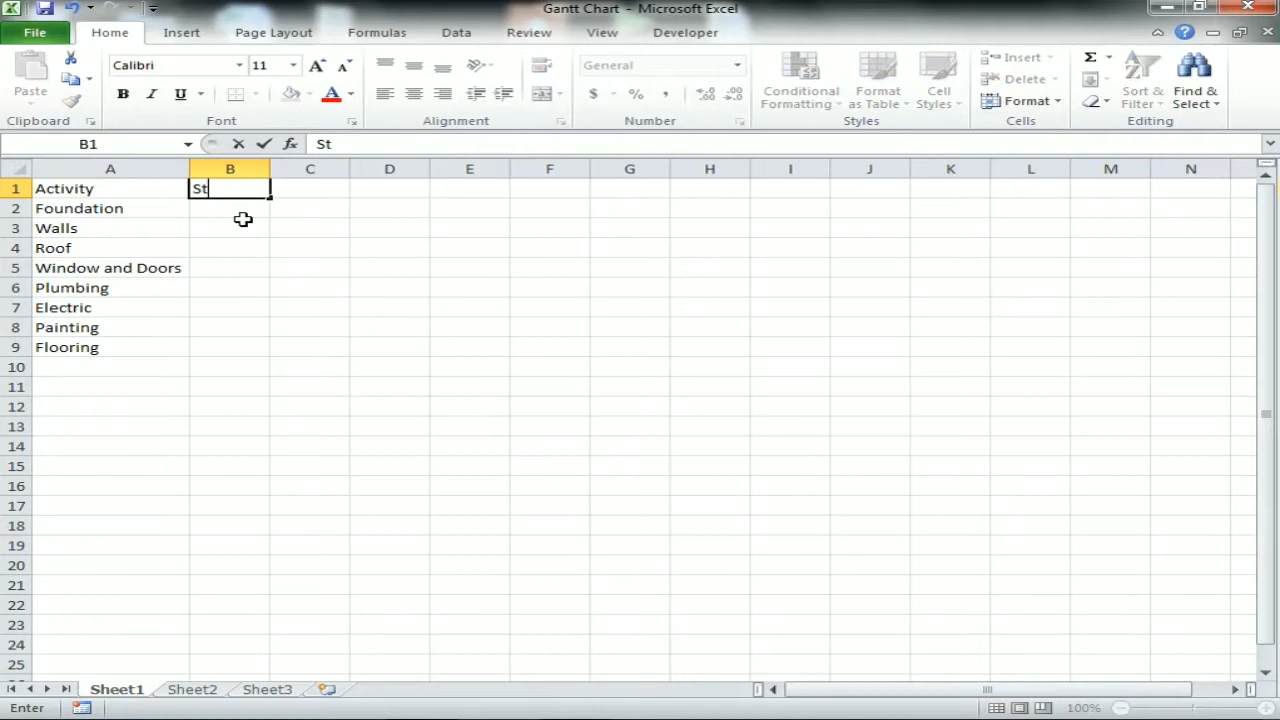 Gantt Chart - Microsoft Excel
File Home Insert Page Layout Formulas Data Review View Developer
Calibri 11 General Insert
Paste Conditional Format Cell Delete Sort & Find &
B I U $ % , Formatting as Table Styles Format Filter Select
Clipboard Font Alignment Number Styles Cells Editing
B1 fx St
A B C D E F G H I J K L M N
1 Activity St
2 Foundation
3 Walls
4 Roof
5 Window and Doors
6 Plumbing
7 Electric
8 Painting
9 Flooring
10
11
12
13
14
15
16
17
18
19
20
21
22
23
24
25
Sheet1 Sheet2 Sheet3
Enter 100%